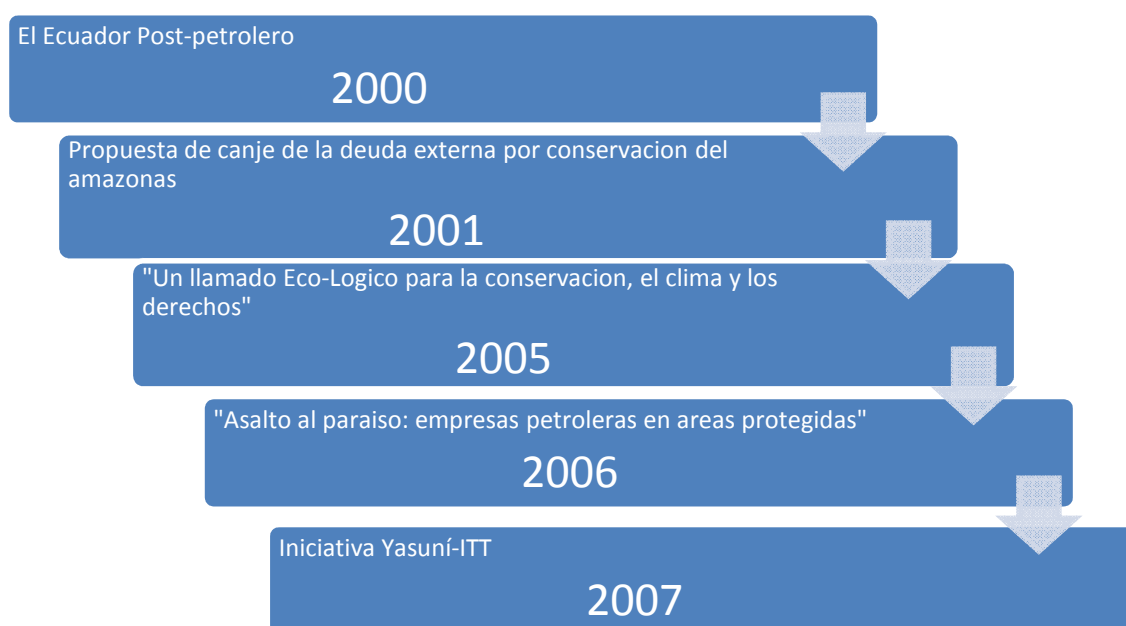 El Ecuador Post-petrolero
2000
Propuesta de canje de la deuda externa por conservacion del
amazonas
2001
"Un llamado Eco-Logico para la conservacion, el clima y los
derechos"
2005
"Asalto al paraiso: empresas petroleras en areas protegidas"
2006
Iniciativa Yasuní-ITT
2007